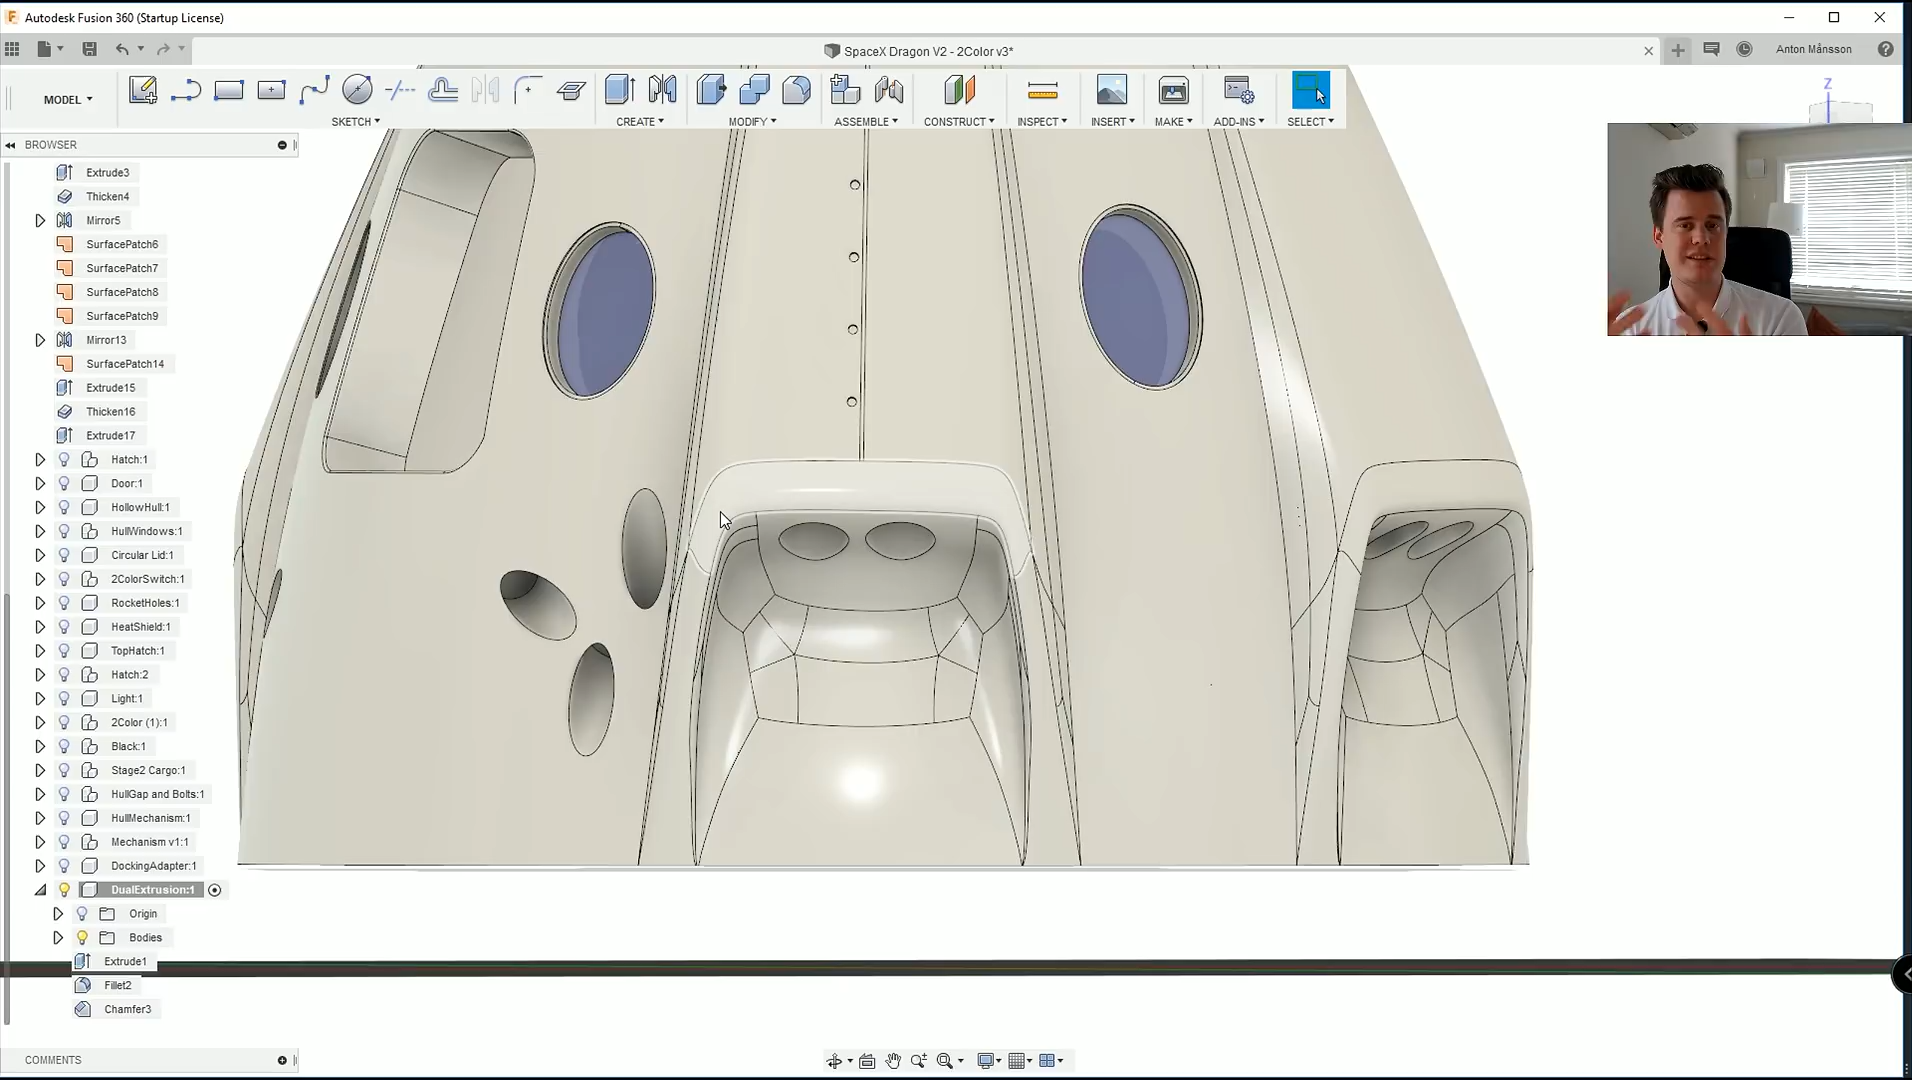 Autodesk Fusion 360 (Startup License)
SpaceX Dragon V2 - 2Color v3*
Anton Månsson
MODEL
SKETCH
CREATE
MODIFY
ASSEMBLE
CONSTRUCT
INSPECT
INSERT
MAKE
ADD-INS
SELECT
Z
BROWSER
Extrude3
Thicken4
Mirror5
SurfacePatch6
SurfacePatch7
SurfacePatch8
SurfacePatch9
Mirror13
SurfacePatch14
Extrude15
Thicken16
Extrude17
Hatch:1
Door:1
HollowHull:1
HullWindows:1
Circular Lid:1
2ColorSwitch:1
RocketHoles:1
HeatShield:1
TopHatch:1
Hatch:2
Light:1
2Color (1):1
Black:1
Stage2 Cargo:1
HullGap and Bolts:1
HullMechanism:1
Mechanism v1:1
DockingAdapter:1
DualExtrusion:1
Origin
Bodies
Extrude1
Fillet2
Chamfer3
COMMENTS